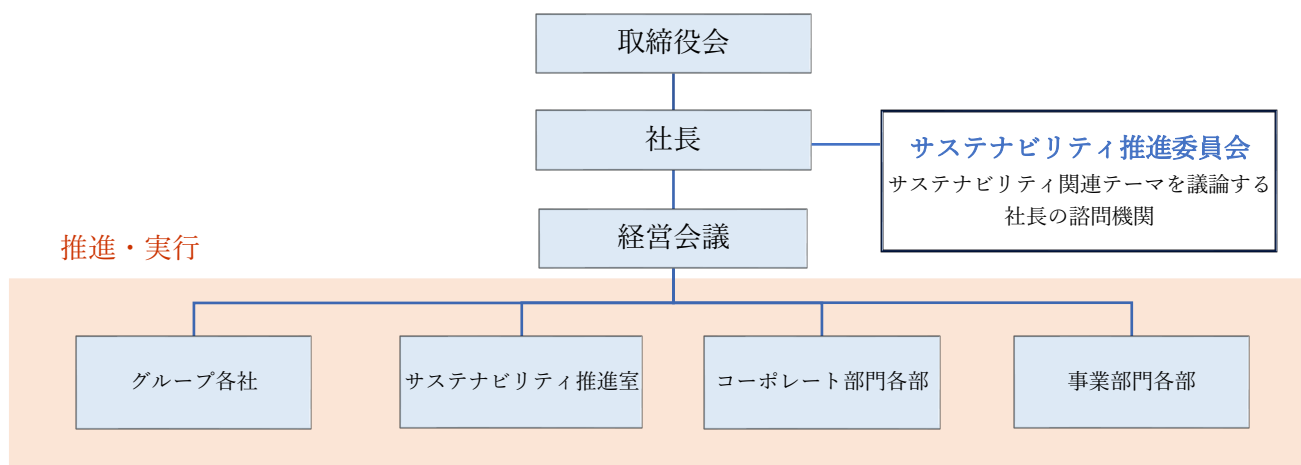 取締役会
社長
サステナビリティ推進委員会
サステナビリティ関連テーマを議論する
社長の諮問機関
経営会議
推進・実行
グループ各社
サステナビリティ推進室
コーポレート部門各部
事業部門各部